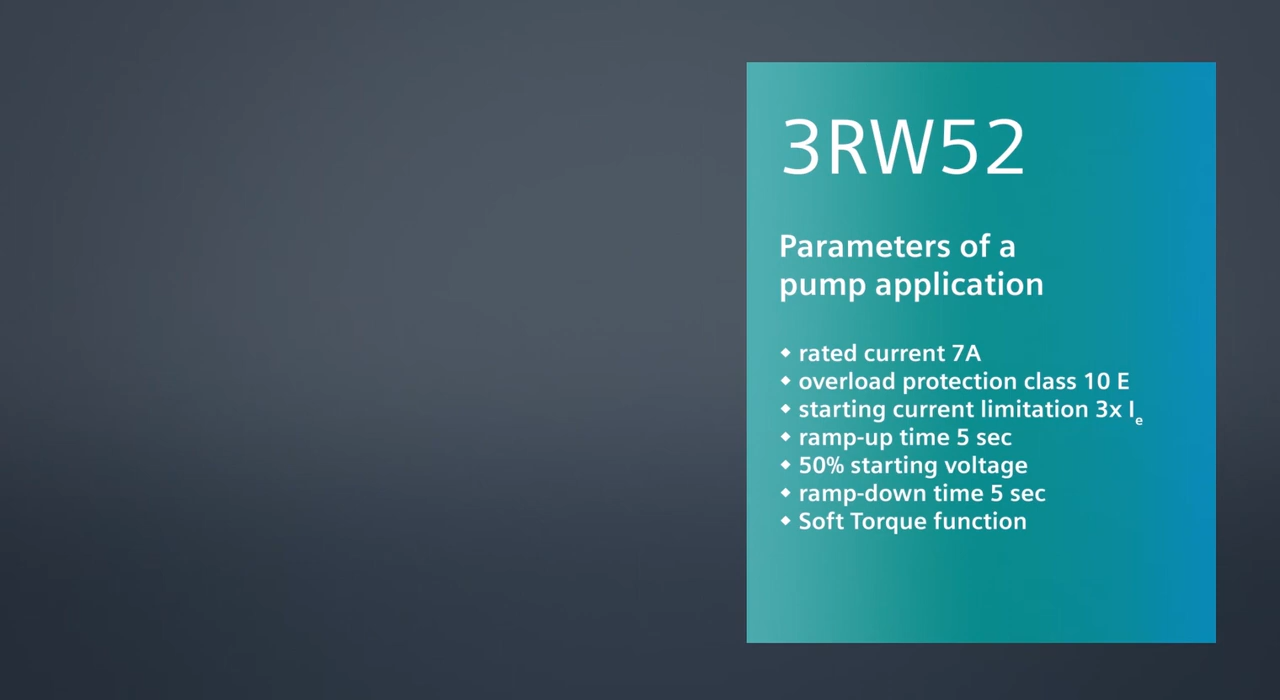 3RW52
Parameters of a
pump application
◆ rated current 7A
◆ overload protection class 10 E
◆ starting current limitation 3x Ie
◆ ramp-up time 5 sec
◆ 50% starting voltage
◆ ramp-down time 5 sec
◆ Soft Torque function